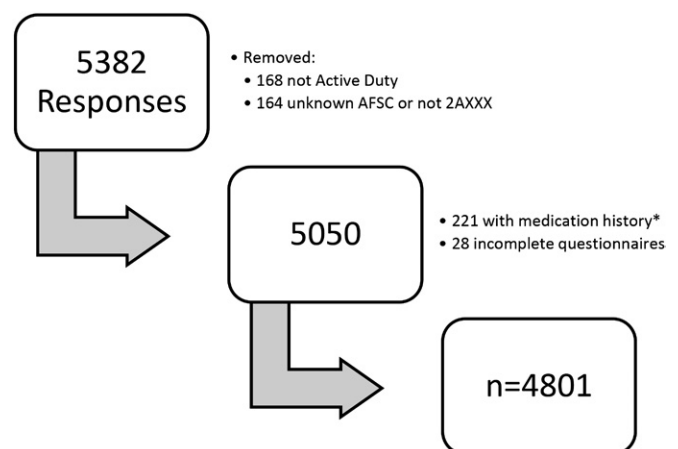 5382
Responses
• Removed:
• 168 not Active Duty
• 164 unknown AFSC or not 2AXXX
5050
• 221 with medication history*
• 28 incomplete questionnaires
n=4801